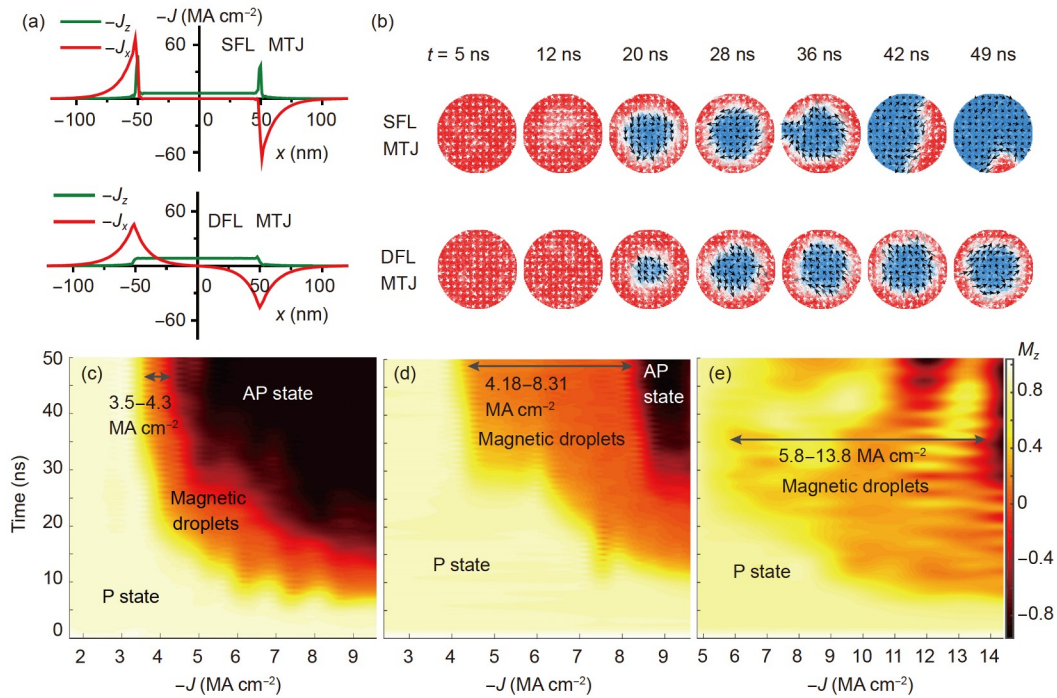 (a)
−Jz
−Jx
−J (MA cm−2)
60
SFL MTJ
−100
−50
50
100
−60
x (nm)
−Jz
−Jx
60
DFL MTJ
−100
−50
0
50
100
−60
x (nm)
(b)
t = 5 ns
12 ns
20 ns
28 ns
36 ns
42 ns
49 ns
SFL
MTJ
DFL
MTJ
(c)
3.5−4.3
MA cm−2
AP state
Magnetic
droplets
P state
Time (ns)
50
40
30
20
10
0
2
3
4
5
6
7
8
9
−J (MA cm−2)
(d)
4.18−8.31
MA cm−2
Magnetic droplets
AP
state
P state
3
4
5
6
7
8
9
−J (MA cm−2)
(e)
5.8−13.8 MA cm−2
Magnetic droplets
P state
5
6
7
8
9
10
11
12
13
14
−J (MA cm−2)
Mz
0.8
0.4
0
−0.4
−0.8